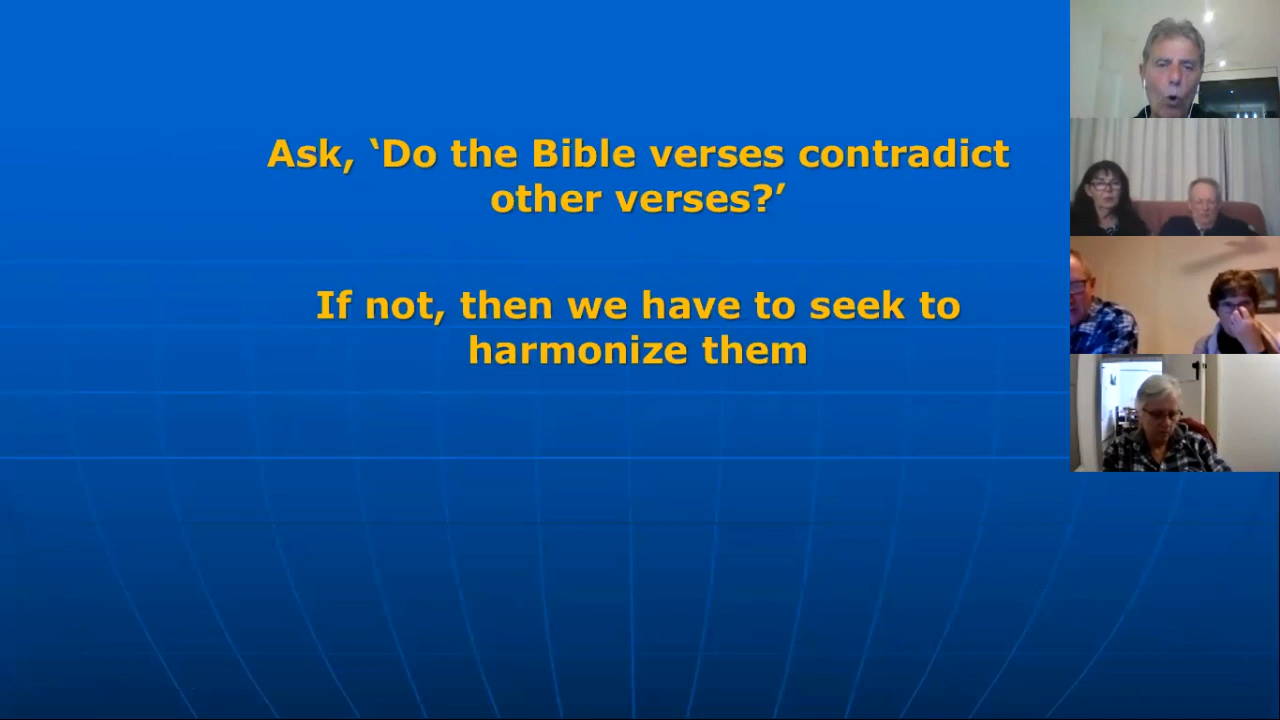 Ask, ‘Do the Bible verses contradict
other verses?’
If not, then we have to seek to
harmonize them